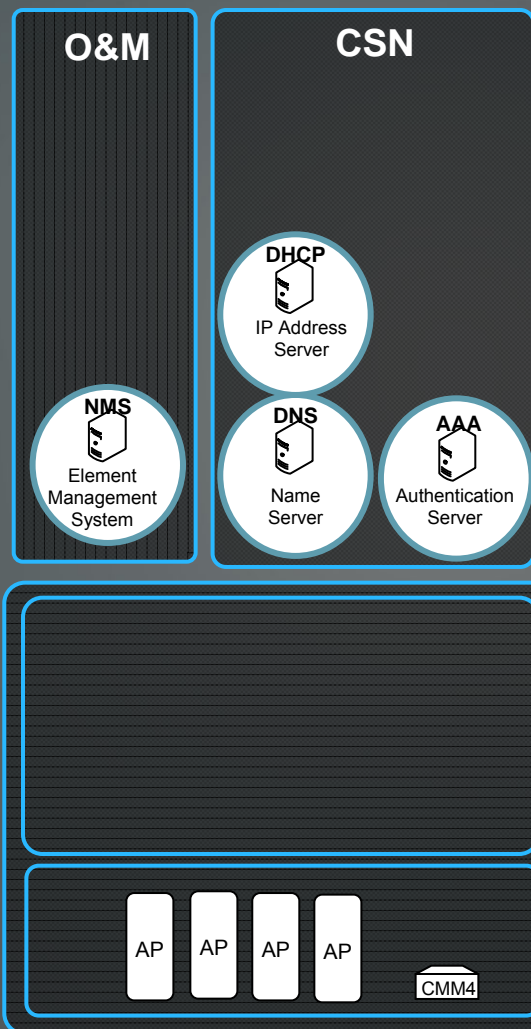 O&M
CSN
DHCP
IP Address
Server
NMS
Element
Management
System
DNS
Name
Server
AAA
Authentication
Server
AP
AP
AP
AP
CMM4